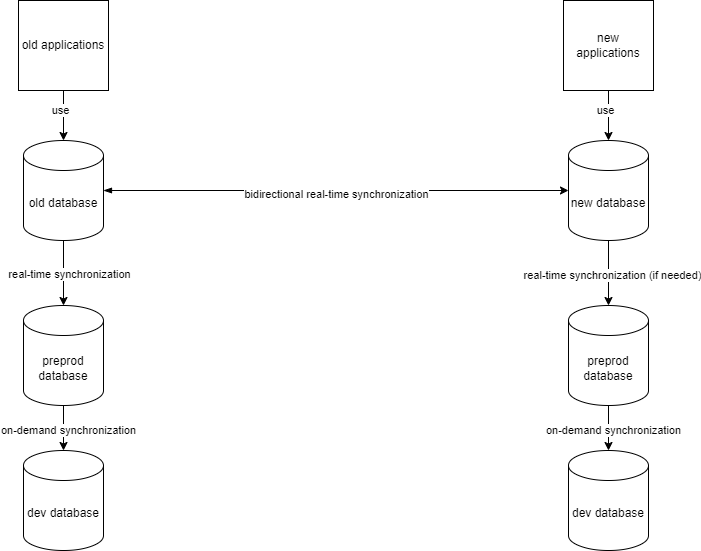 old applications
new
applications
use
use
old database
bidirectional real-time synchronization
new database
real-time synchronization
real-time synchronization (if needed)
preprod
database
preprod
database
on-demand synchronization
on-demand synchronization
dev database
dev database